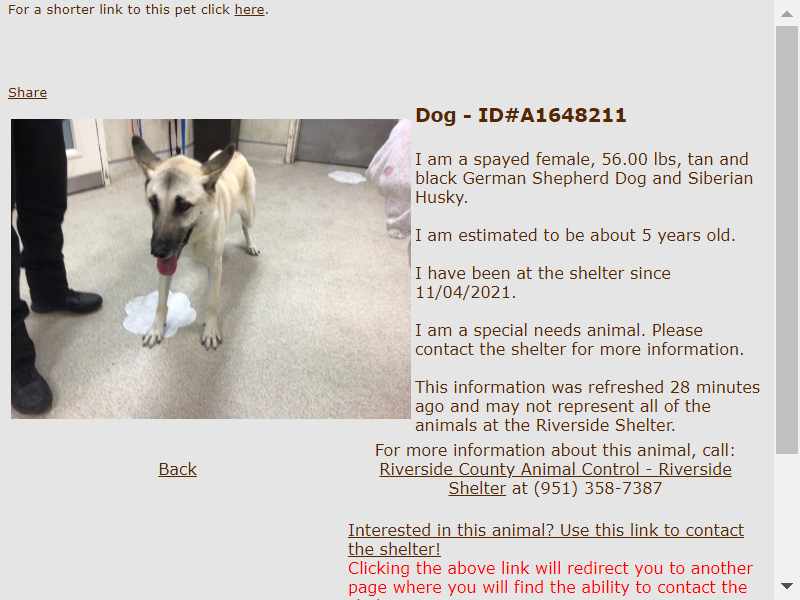 For a shorter link to this pet click here.
Share
Dog - ID#A1648211
I am a spayed female, 56.00 lbs, tan and
black German Shepherd Dog and Siberian
Husky.
I am estimated to be about 5 years old.
I have been at the shelter since
11/04/2021.
I am a special needs animal. Please
contact the shelter for more information.
This information was refreshed 28 minutes
ago and may not represent all of the
animals at the Riverside Shelter.
Back
For more information about this animal, call:
Riverside County Animal Control - Riverside
Shelter at (951) 358-7387
Interested in this animal? Use this link to contact
the shelter!
Clicking the above link will redirect you to another
page where you will find the ability to contact the